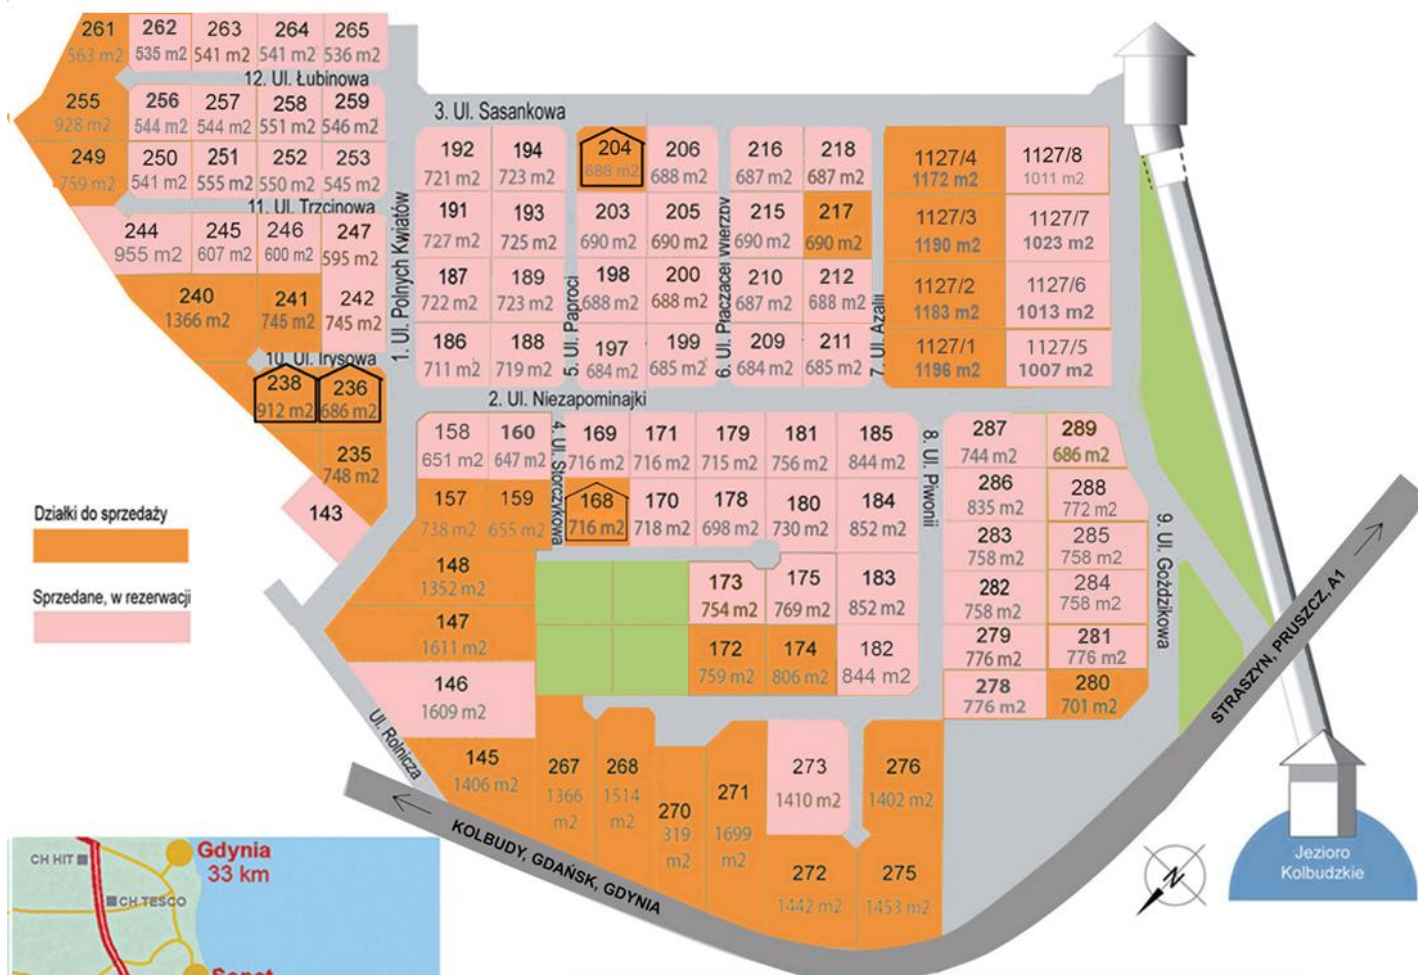 261
563 m2
262
535 m2
263
541 m2
264
541 m2
265
536 m2
12. Ul. Łubinowa
255
928 m2
256
544 m2
257
544 m2
258
551 m2
259
546 m2
249
759 m2
250
541 m2
251
555 m2
252
550 m2
253
545 m2
11. Ul. Trzcinowa
244
955 m2
245
607 m2
246
600 m2
247
595 m2
240
1366 m2
241
745 m2
242
745 m2
10. Ul. Irysowa
238
912 m2
236
686 m2
235
748 m2
143
1. Ul. Polnych Kwiatów
3. Ul. Sasankowa
192
721 m2
194
723 m2
204
688 m2
206
688 m2
216
687 m2
218
687 m2
1127/4
1172 m2
1127/8
1011 m2
191
727 m2
193
725 m2
203
690 m2
205
690 m2
215
690 m2
217
690 m2
1127/3
1190 m2
1127/7
1023 m2
187
722 m2
189
723 m2
198
688 m2
200
688 m2
210
687 m2
212
688 m2
1127/2
1183 m2
1127/6
1013 m2
186
711 m2
188
719 m2
197
684 m2
199
685 m2
209
684 m2
211
685 m2
1127/1
1196 m2
1127/5
1007 m2
5. Ul. Paproci
6. Ul. Płaczącej Wierzby
7. Ul. Azalii
2. Ul. Niezapominajki
158
651 m2
160
647 m2
4. Ul. Storczykowa
169
716 m2
171
716 m2
179
715 m2
181
756 m2
185
844 m2
8. Ul. Piwonii
287
744 m2
289
686 m2
157
738 m2
159
655 m2
168
716 m2
170
718 m2
178
698 m2
180
730 m2
184
852 m2
286
835 m2
288
772 m2
283
758 m2
285
758 m2
9. Ul. Goździkowa
148
1352 m2
173
754 m2
175
769 m2
183
852 m2
282
758 m2
284
758 m2
147
1611 m2
172
759 m2
174
806 m2
182
844 m2
279
776 m2
281
776 m2
146
1609 m2
278
776 m2
280
701 m2
Ul. Rolnicza
145
1406 m2
267
1366
m2
268
1514
m2
270
319
m2
271
1699
m2
273
1410 m2
276
1402 m2
272
1442 m2
275
1453 m2
Działki do sprzedaży
Sprzedane, w rezerwacji
KOLBUDY, GDAŃSK, GDYNIA
STRASZYN, PRUSZCZ, A1
N
Jezioro
Kolbudzkie
CH HIT
Gdynia
33 km
CH TESCO
Sopot